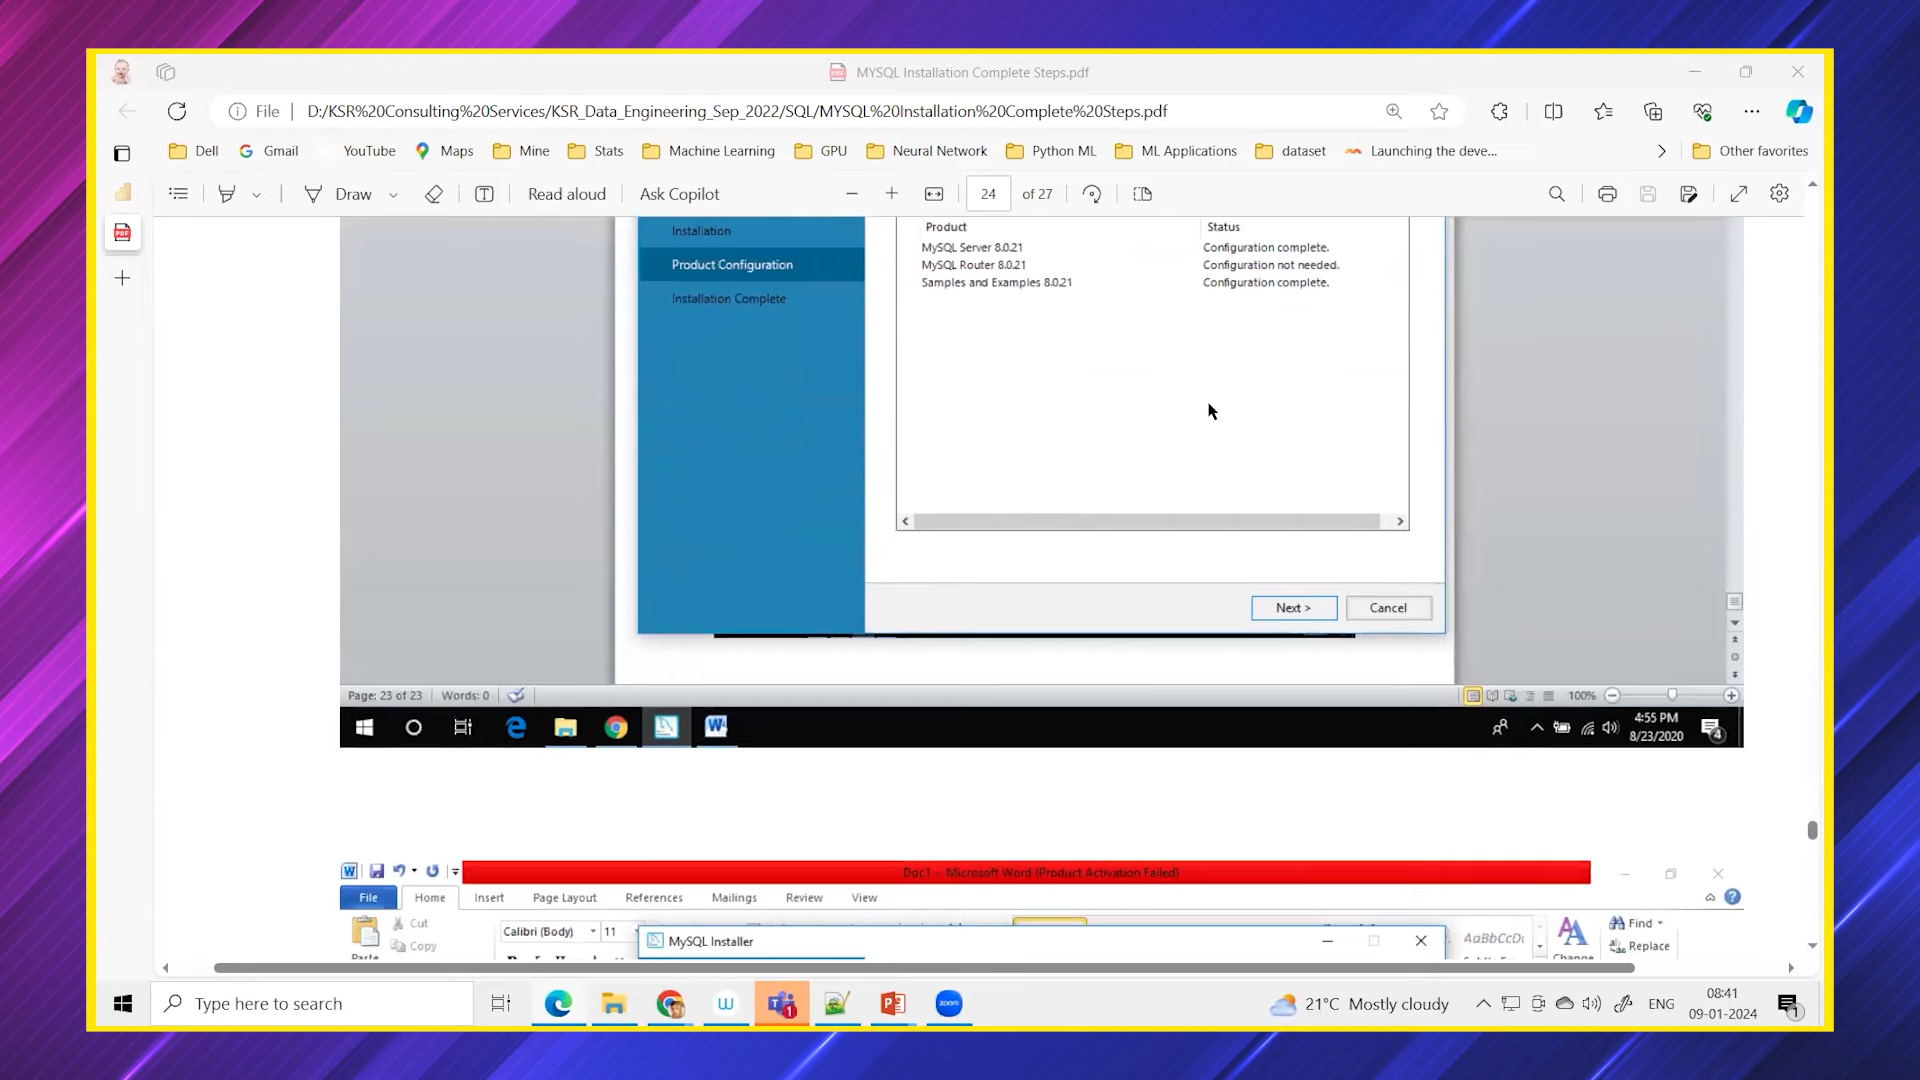 MYSQL Installation Complete Steps.pdf
File
D:/KSR%20Consulting%20Services/KSR_Data_Engineering_Sep_2022/SQL/MYSQL%20Installation%20Complete%20Steps.pdf
Dell Gmail YouTube Maps Mine Stats Machine Learning GPU Neural Network Python ML ML Applications dataset Launching the deve... Other favorites
Draw Read aloud Ask Copilot 24 of 27
Installation
Product Configuration
Installation Complete
Product Status
MySQL Server 8.0.21 Configuration complete.
MySQL Router 8.0.21 Configuration not needed.
Samples and Examples 8.0.21 Configuration complete.
Next > Cancel
Page: 23 of 23 Words: 0 100%
4:55 PM
8/23/2020
4
Doc1 - Microsoft Word (Product Activation Failed)
File Home Insert Page Layout References Mailings Review View
Cut
Copy
Calibri (Body) 11
MySQL Installer
AaBbCcDc
Find
Replace
Type here to search
zoom
21°C Mostly cloudy
ENG
08:41
09-01-2024
1